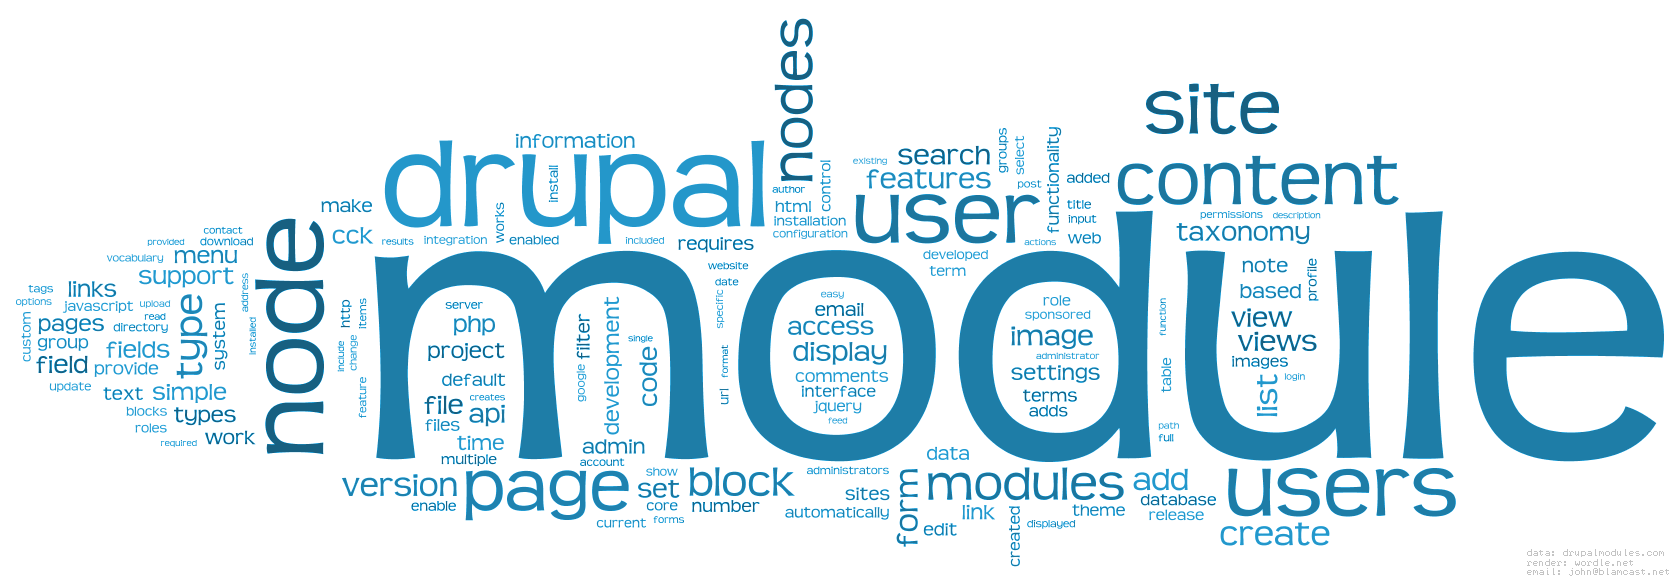 nodes
site
information
drupal
search
existing
features
groups
select
functionality
content
install
control
author
post
added
html
user
title
make
works
installation
input
permissions
description
cck
results
integration
enabled
included
requires
configuration
actions
web
taxonomy
contact
provided
download
node
module
developed
term
vocabulary
menu
website
note
profile
support
address
date
based
tags
links
options
javascript
upload
http
items
server
specific
easy
email
role
sponsored
function
view
custom
pages
read
directory
type
system
installed
php
filter
development
access
image
views
group
fields
include
change
project
single
code
display
administrator
images
field
provide
format
settings
login
update
default
google
comments
table
list
text
simple
feature
creates
url
interface
terms
blocks
types
file
api
jquery
adds
roles
files
feed
path
required
work
time
admin
full
multiple
account
data
version
page
show
block
administrators
form
modules
add
users
set
sites
database
enable
core
number
automatically
link
created
theme
release
current
forms
edit
displayed
create
data: drupalmodules.com
render: wordle.net
email: john@blamcast.net